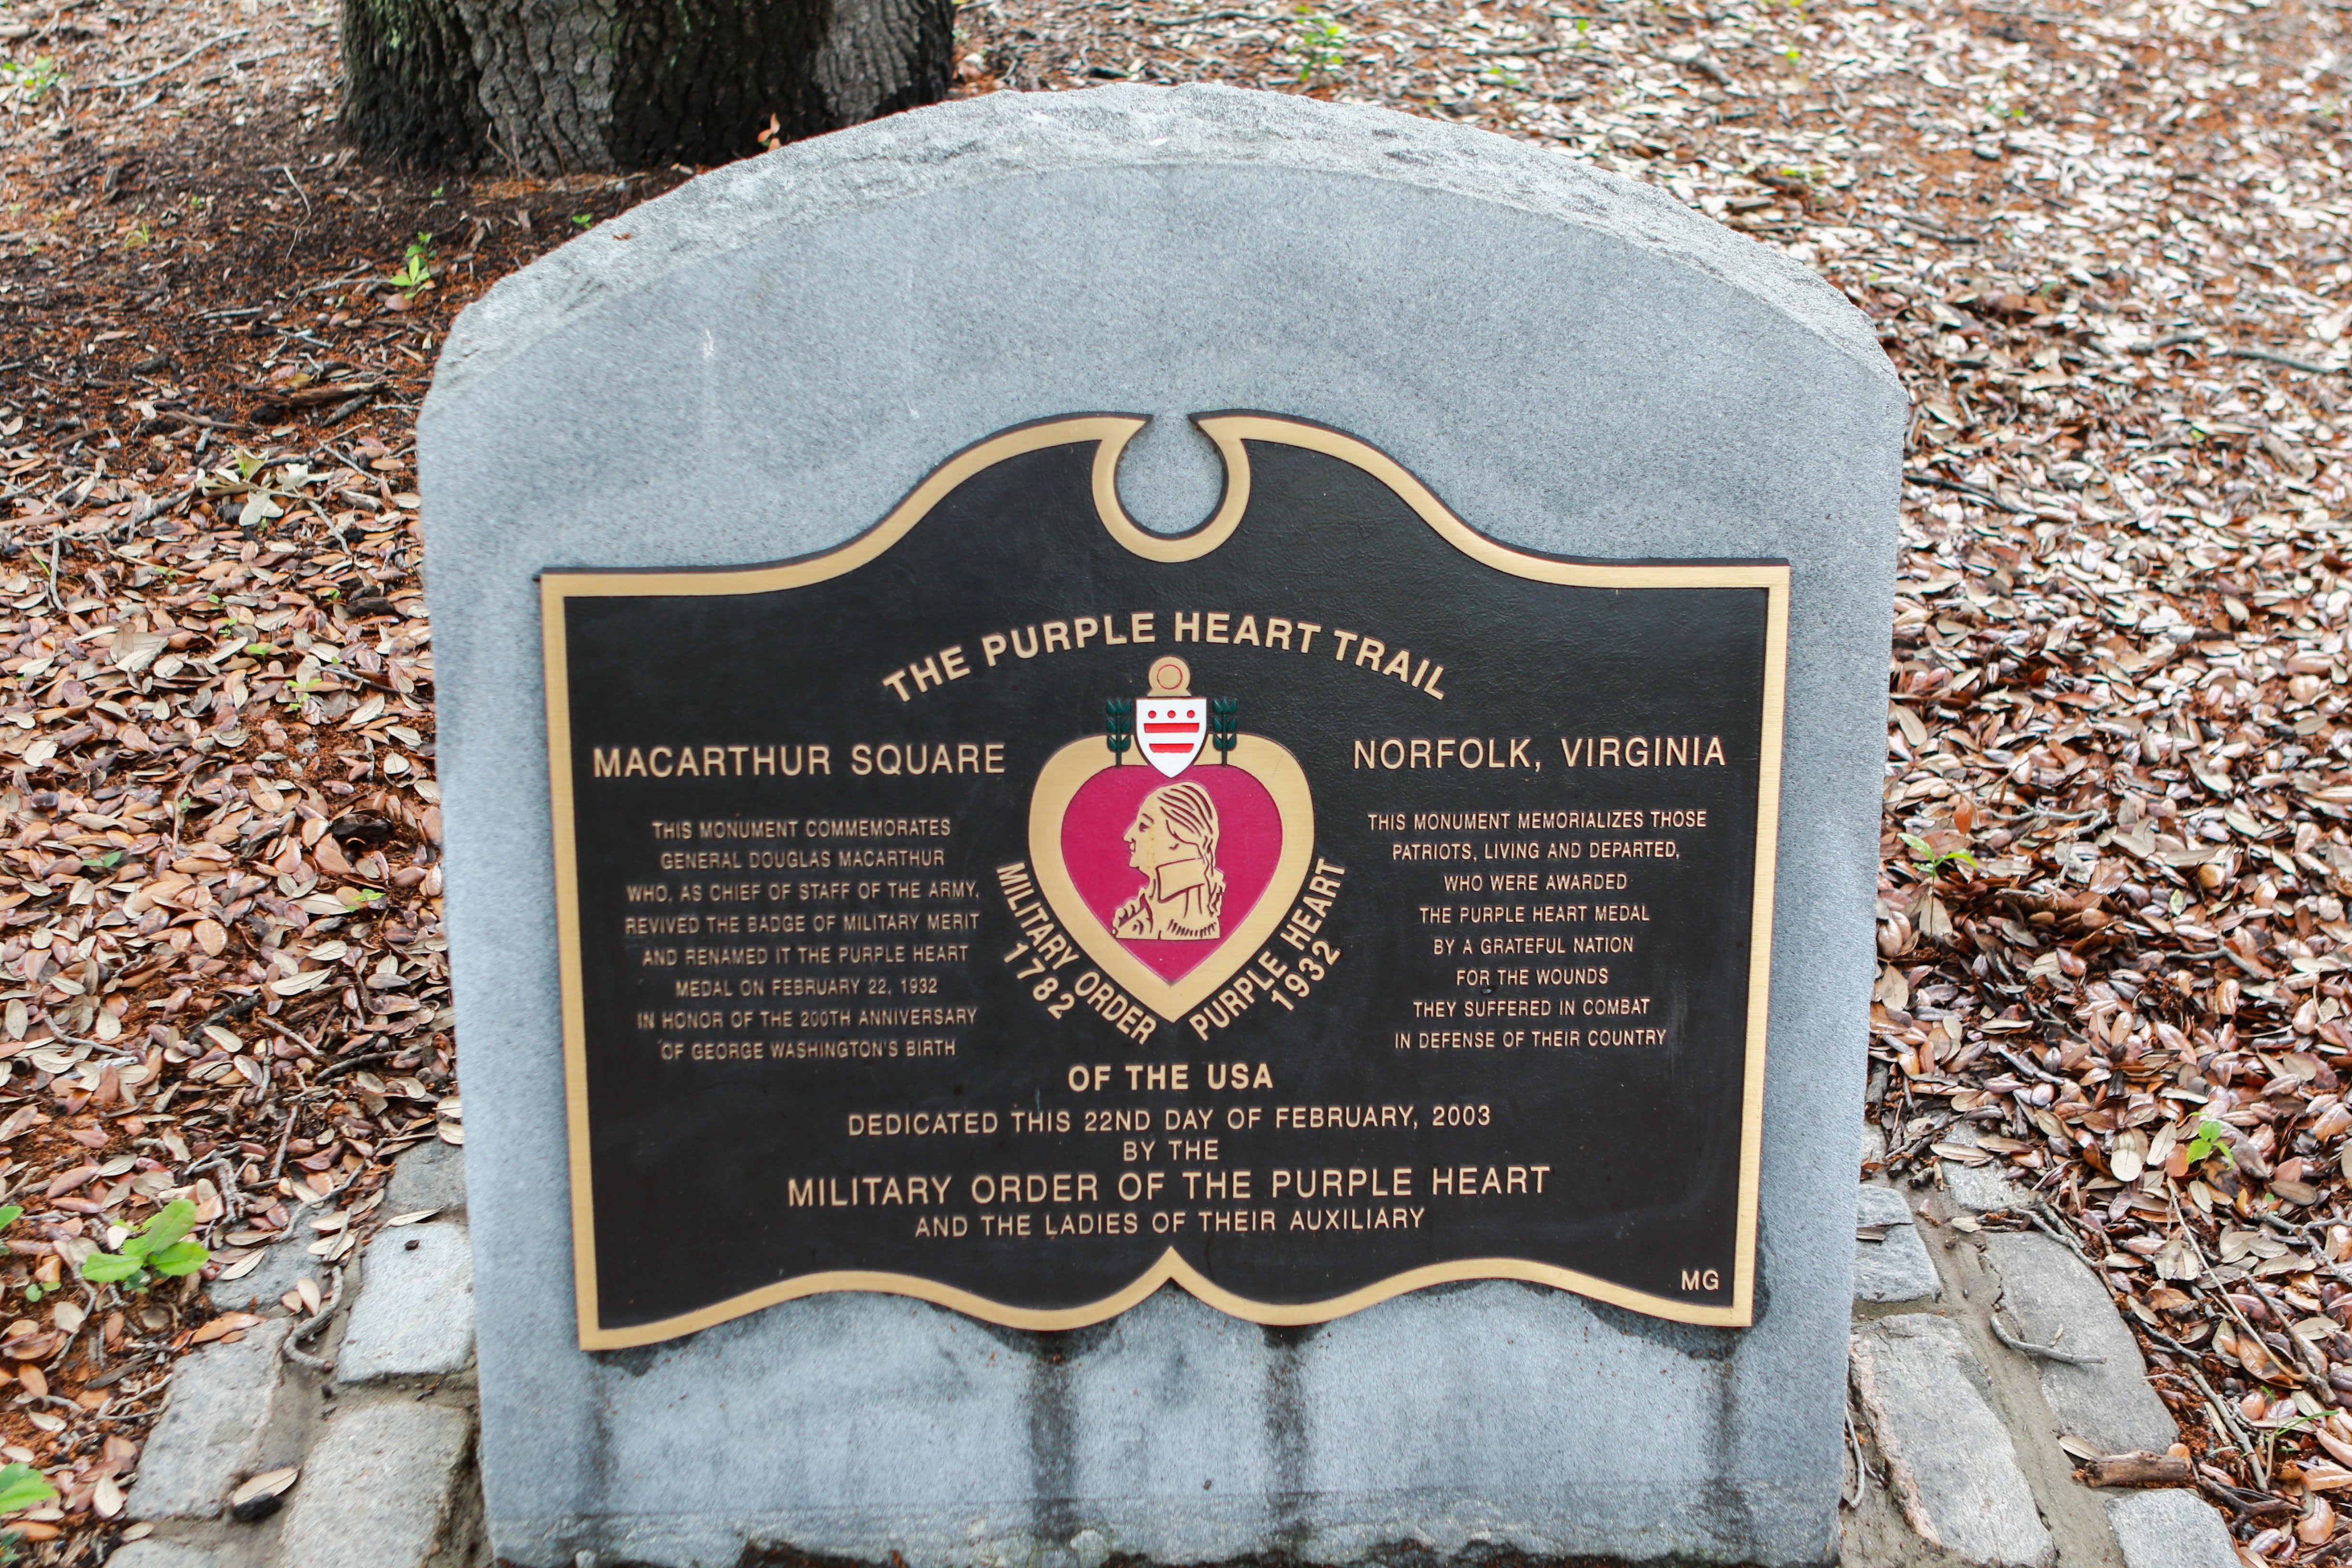 THE PURPLE HEART TRAIL
MACARTHUR SQUARE
THIS MONUMENT COMMEMORATES
GENERAL DOUGLAS MACARTHUR
WHO, AS CHIEF OF STAFF OF THE ARMY,
REVIVED THE BADGE OF MILITARY MERIT
AND RENAMED IT THE PURPLE HEART
MEDAL ON FEBRUARY 22, 1932
IN HONOR OF THE 200TH ANNIVERSARY
OF GEORGE WASHINGTON'S BIRTH
NORFOLK, VIRGINIA
THIS MONUMENT MEMORIALIZES THOSE
PATRIOTS, LIVING AND DEPARTED,
WHO WERE AWARDED
THE PURPLE HEART MEDAL
BY A GRATEFUL NATION
FOR THE WOUNDS
THEY SUFFERED IN COMBAT
IN DEFENSE OF THEIR COUNTRY
MILITARY ORDER
1782
PURPLE HEART
1932
OF THE USA
DEDICATED THIS 22ND DAY OF FEBRUARY, 2003
BY THE
MILITARY ORDER OF THE PURPLE HEART
AND THE LADIES OF THEIR AUXILIARY
MG